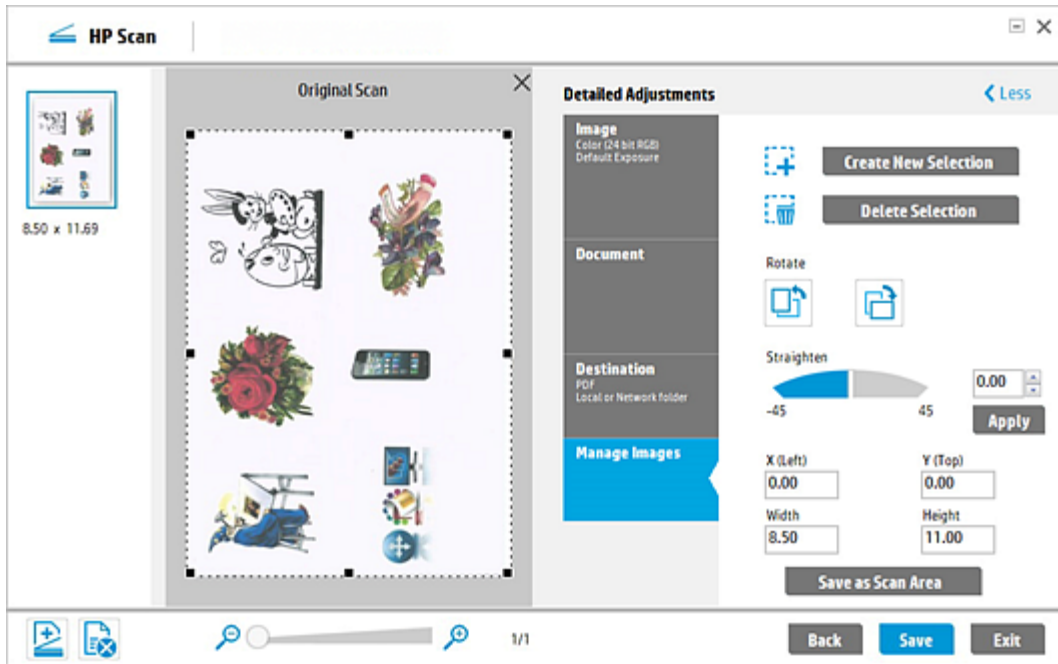 HP Scan
8.50 x 11.69
Original Scan
Detailed Adjustments
Less
Image
Color (24 bit RGB)
Default Exposure
Document
Destination
PDF
Local or Network folder
Manage Images
Create New Selection
Delete Selection
Rotate
Straighten
0.00
-45 45
Apply
X (Left) Y (Top)
0.00 0.00
Width Height
8.50 11.00
Save as Scan Area
1/1
Back Save Exit